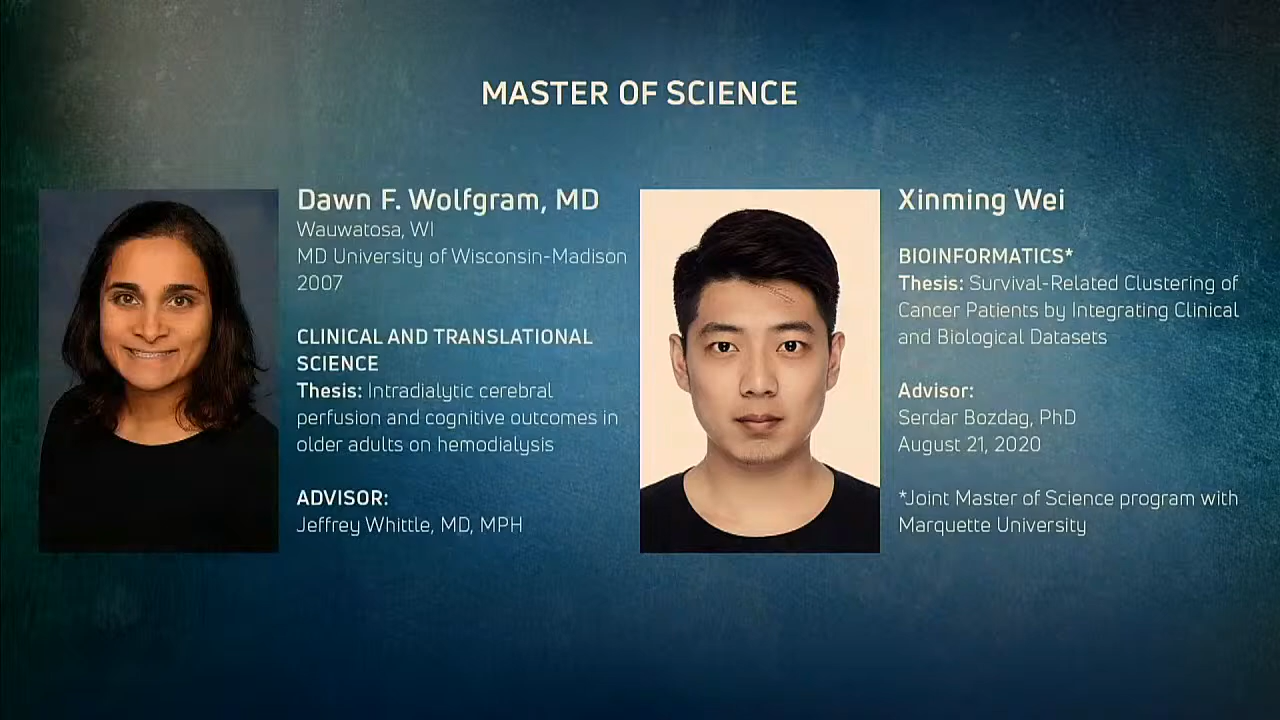 MASTER OF SCIENCE
Dawn F. Wolfgram, MD
Wauwatosa, WI
MD University of Wisconsin-Madison
2007
CLINICAL AND TRANSLATIONAL
SCIENCE
Thesis: Intradialytic cerebral
perfusion and cognitive outcomes in
older adults on hemodialysis
ADVISOR:
Jeffrey Whittle, MD, MPH
Xinming Wei
BIOINFORMATICS*
Thesis: Survival-Related Clustering of
Cancer Patients by Integrating Clinical
and Biological Datasets
Advisor:
Serdar Bozdag, PhD
August 21, 2020
*Joint Master of Science program with
Marquette University